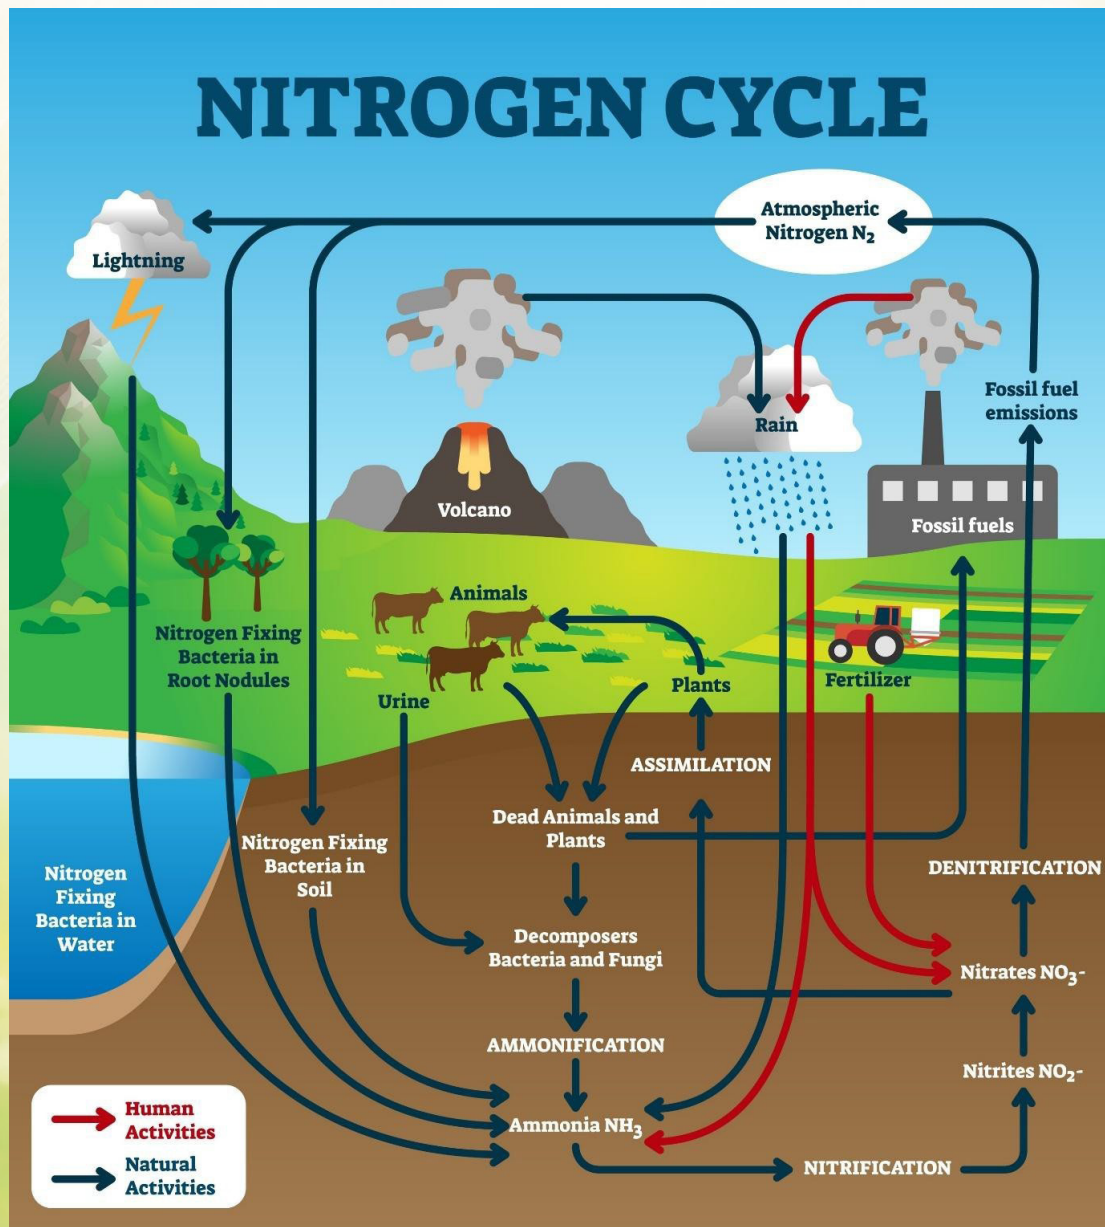 NITROGEN CYCLE
Atmospheric
Nitrogen N₂
Lightning
Fossil fuel
emissions
Rain
Volcano
Fossil fuels
Animals
Nitrogen Fixing
Bacteria in
Root Nodules
Urine
Plants
Fertilizer
ASSIMILATION
Dead Animals and
Plants
Nitrogen Fixing
Bacteria in
Soil
Nitrogen
Fixing
Bacteria in
Water
DENITRIFICATION
Decomposers
Bacteria and Fungi
Nitrates NO₃-
AMMONIFICATION
Nitrites NO₂-
Ammonia NH₃
NITRIFICATION
Human
Activities
Natural
Activities